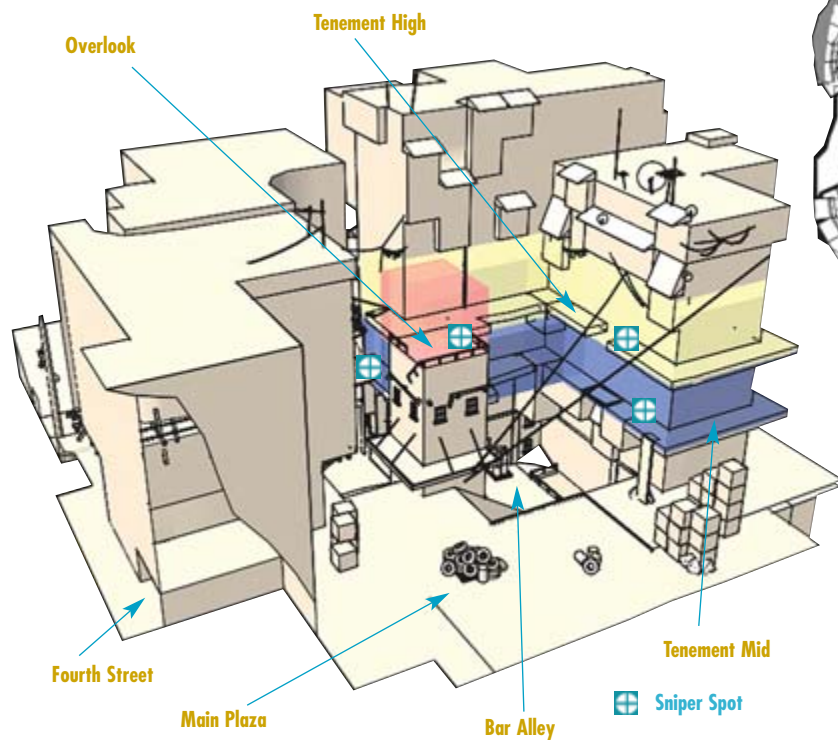 Tenement High
Overlook
Fourth Street
Tenement Mid
Main Plaza
Sniper Spot
Bar Alley